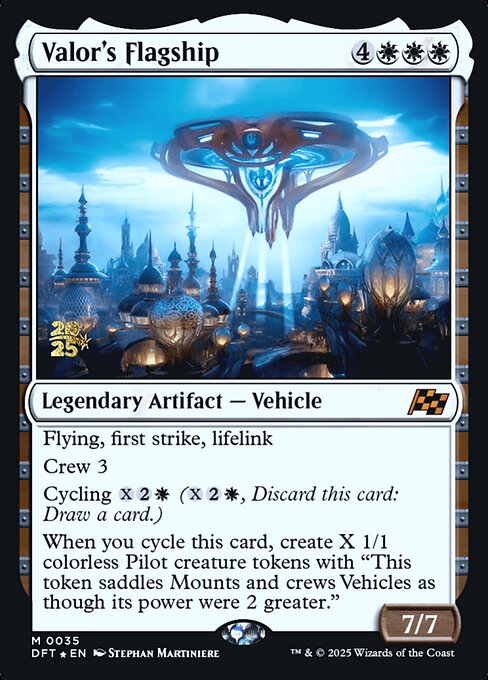 Valor's Flagship 4
2025
Legendary Artifact — Vehicle
Flying, first strike, lifelink
Crew 3
Cycling X 2 (X 2 , Discard this card:
Draw a card.)
When you cycle this card, create X 1/1
colorless Pilot creature tokens with “This
token saddles Mounts and crews Vehicles as
though its power were 2 greater.”
7/7
M 0035
DFT ★ EN Stephan Martiniere ™ & © 2025 Wizards of the Coast